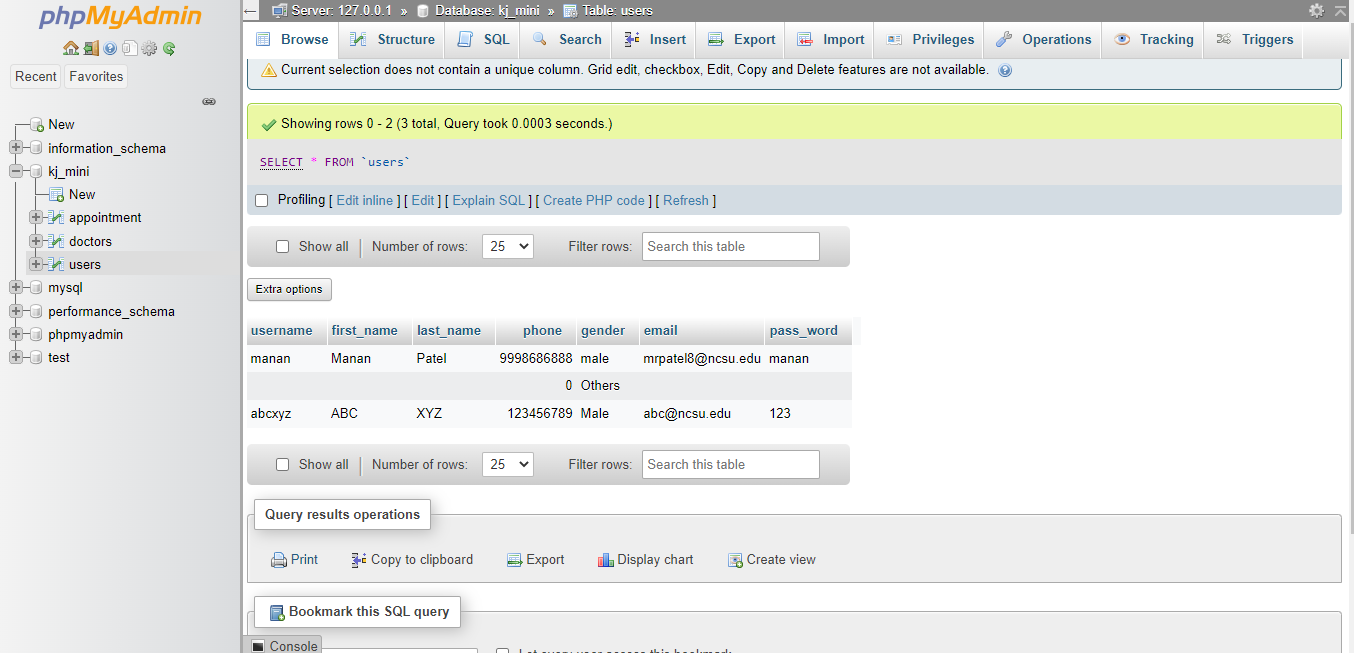 phpMyAdmin
Recent Favorites
New
information_schema
kj_mini
New
appointment
doctors
users
mysql
performance_schema
phpmyadmin
test
Server: 127.0.0.1 » Database: kj_mini » Table: users
Browse Structure SQL Search Insert Export Import Privileges Operations Tracking Triggers
Current selection does not contain a unique column. Grid edit, checkbox, Edit, Copy and Delete features are not available.
Showing rows 0 - 2 (3 total, Query took 0.0003 seconds.)
SELECT * FROM `users`
Profiling [ Edit inline ] [ Edit ] [ Explain SQL ] [ Create PHP code ] [ Refresh ]
Show all | Number of rows: 25 Filter rows: Search this table
Extra options
username first_name last_name phone gender email pass_word
manan Manan Patel 9998686888 male mrpatel8@ncsu.edu manan
0 Others
abcxyz ABC XYZ 123456789 Male abc@ncsu.edu 123
Show all | Number of rows: 25 Filter rows: Search this table
Query results operations
Print Copy to clipboard Export Display chart Create view
Bookmark this SQL query
Console
Let every user access this bookmark